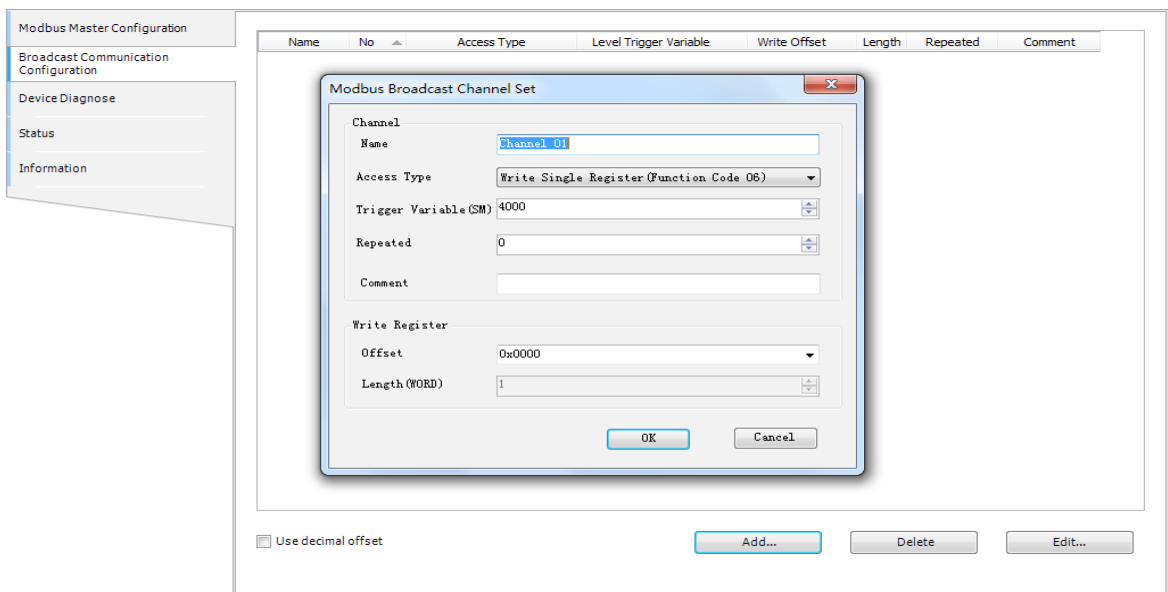 Modbus Master Configuration
Broadcast Communication
Configuration
Device Diagnose
Status
Information
Name No Access Type Level Trigger Variable Write Offset Length Repeated Comment
Modbus Broadcast Channel Set
Channel
Name Channel 01
Access Type Write Single Register(Function Code 06)
Trigger Variable(SM) 4000
Repeated 0
Comment
Write Register
Offset 0x0000
Length(WORD) 1
OK Cancel
Use decimal offset Add... Delete Edit...